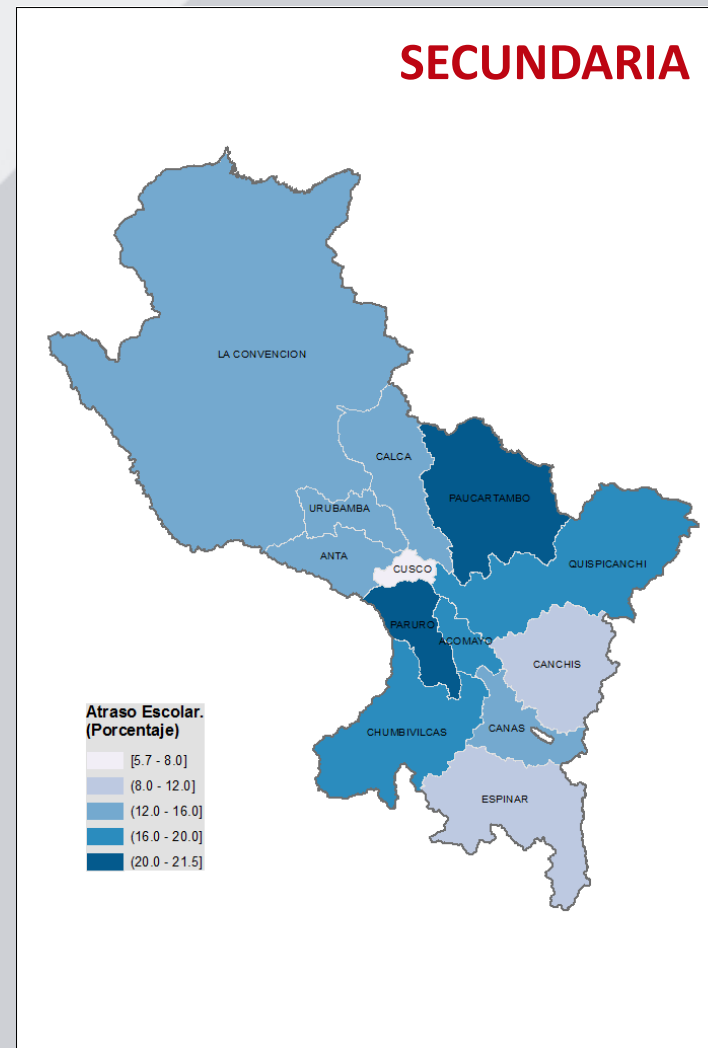 SECUNDARIA
LA CONVENCION
CALCA
PAUCARTAMBO
URUBAMBA
ANTA
CUSCO
QUISPICANCHI
PARURO
ACOMAYO
CANCHIS
CHUMBIVILCAS
CANAS
ESPINAR
Atraso Escolar.
(Porcentaje)
[5.7 - 8.0]
(8.0 - 12.0]
(12.0 - 16.0]
(16.0 - 20.0]
(20.0 - 21.5]